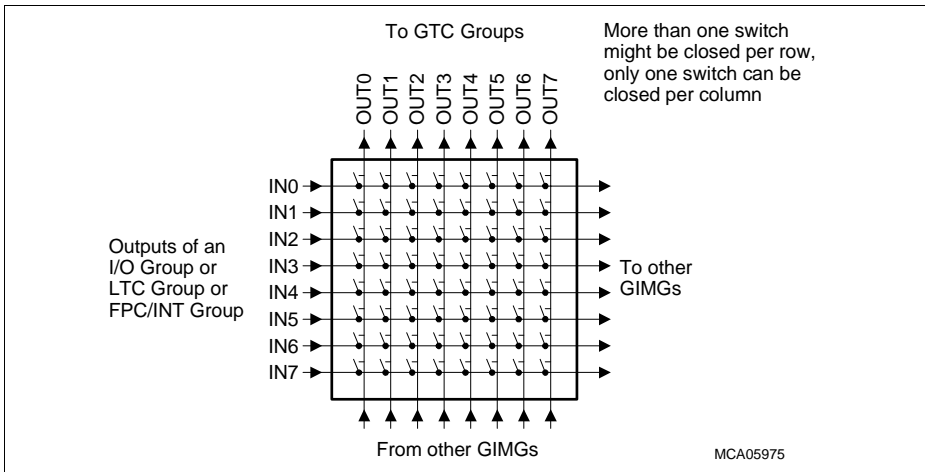 To GTC Groups
More than one switch
might be closed per row,
only one switch can be
closed per column
OUT0
OUT1
OUT2
OUT3
OUT4
OUT5
OUT6
OUT7
IN0
IN1
IN2
IN3
IN4
IN5
IN6
IN7
Outputs of an
I/O Group or
LTC Group or
FPC/INT Group
To other
GIMGs
From other GIMGs
MCA05975